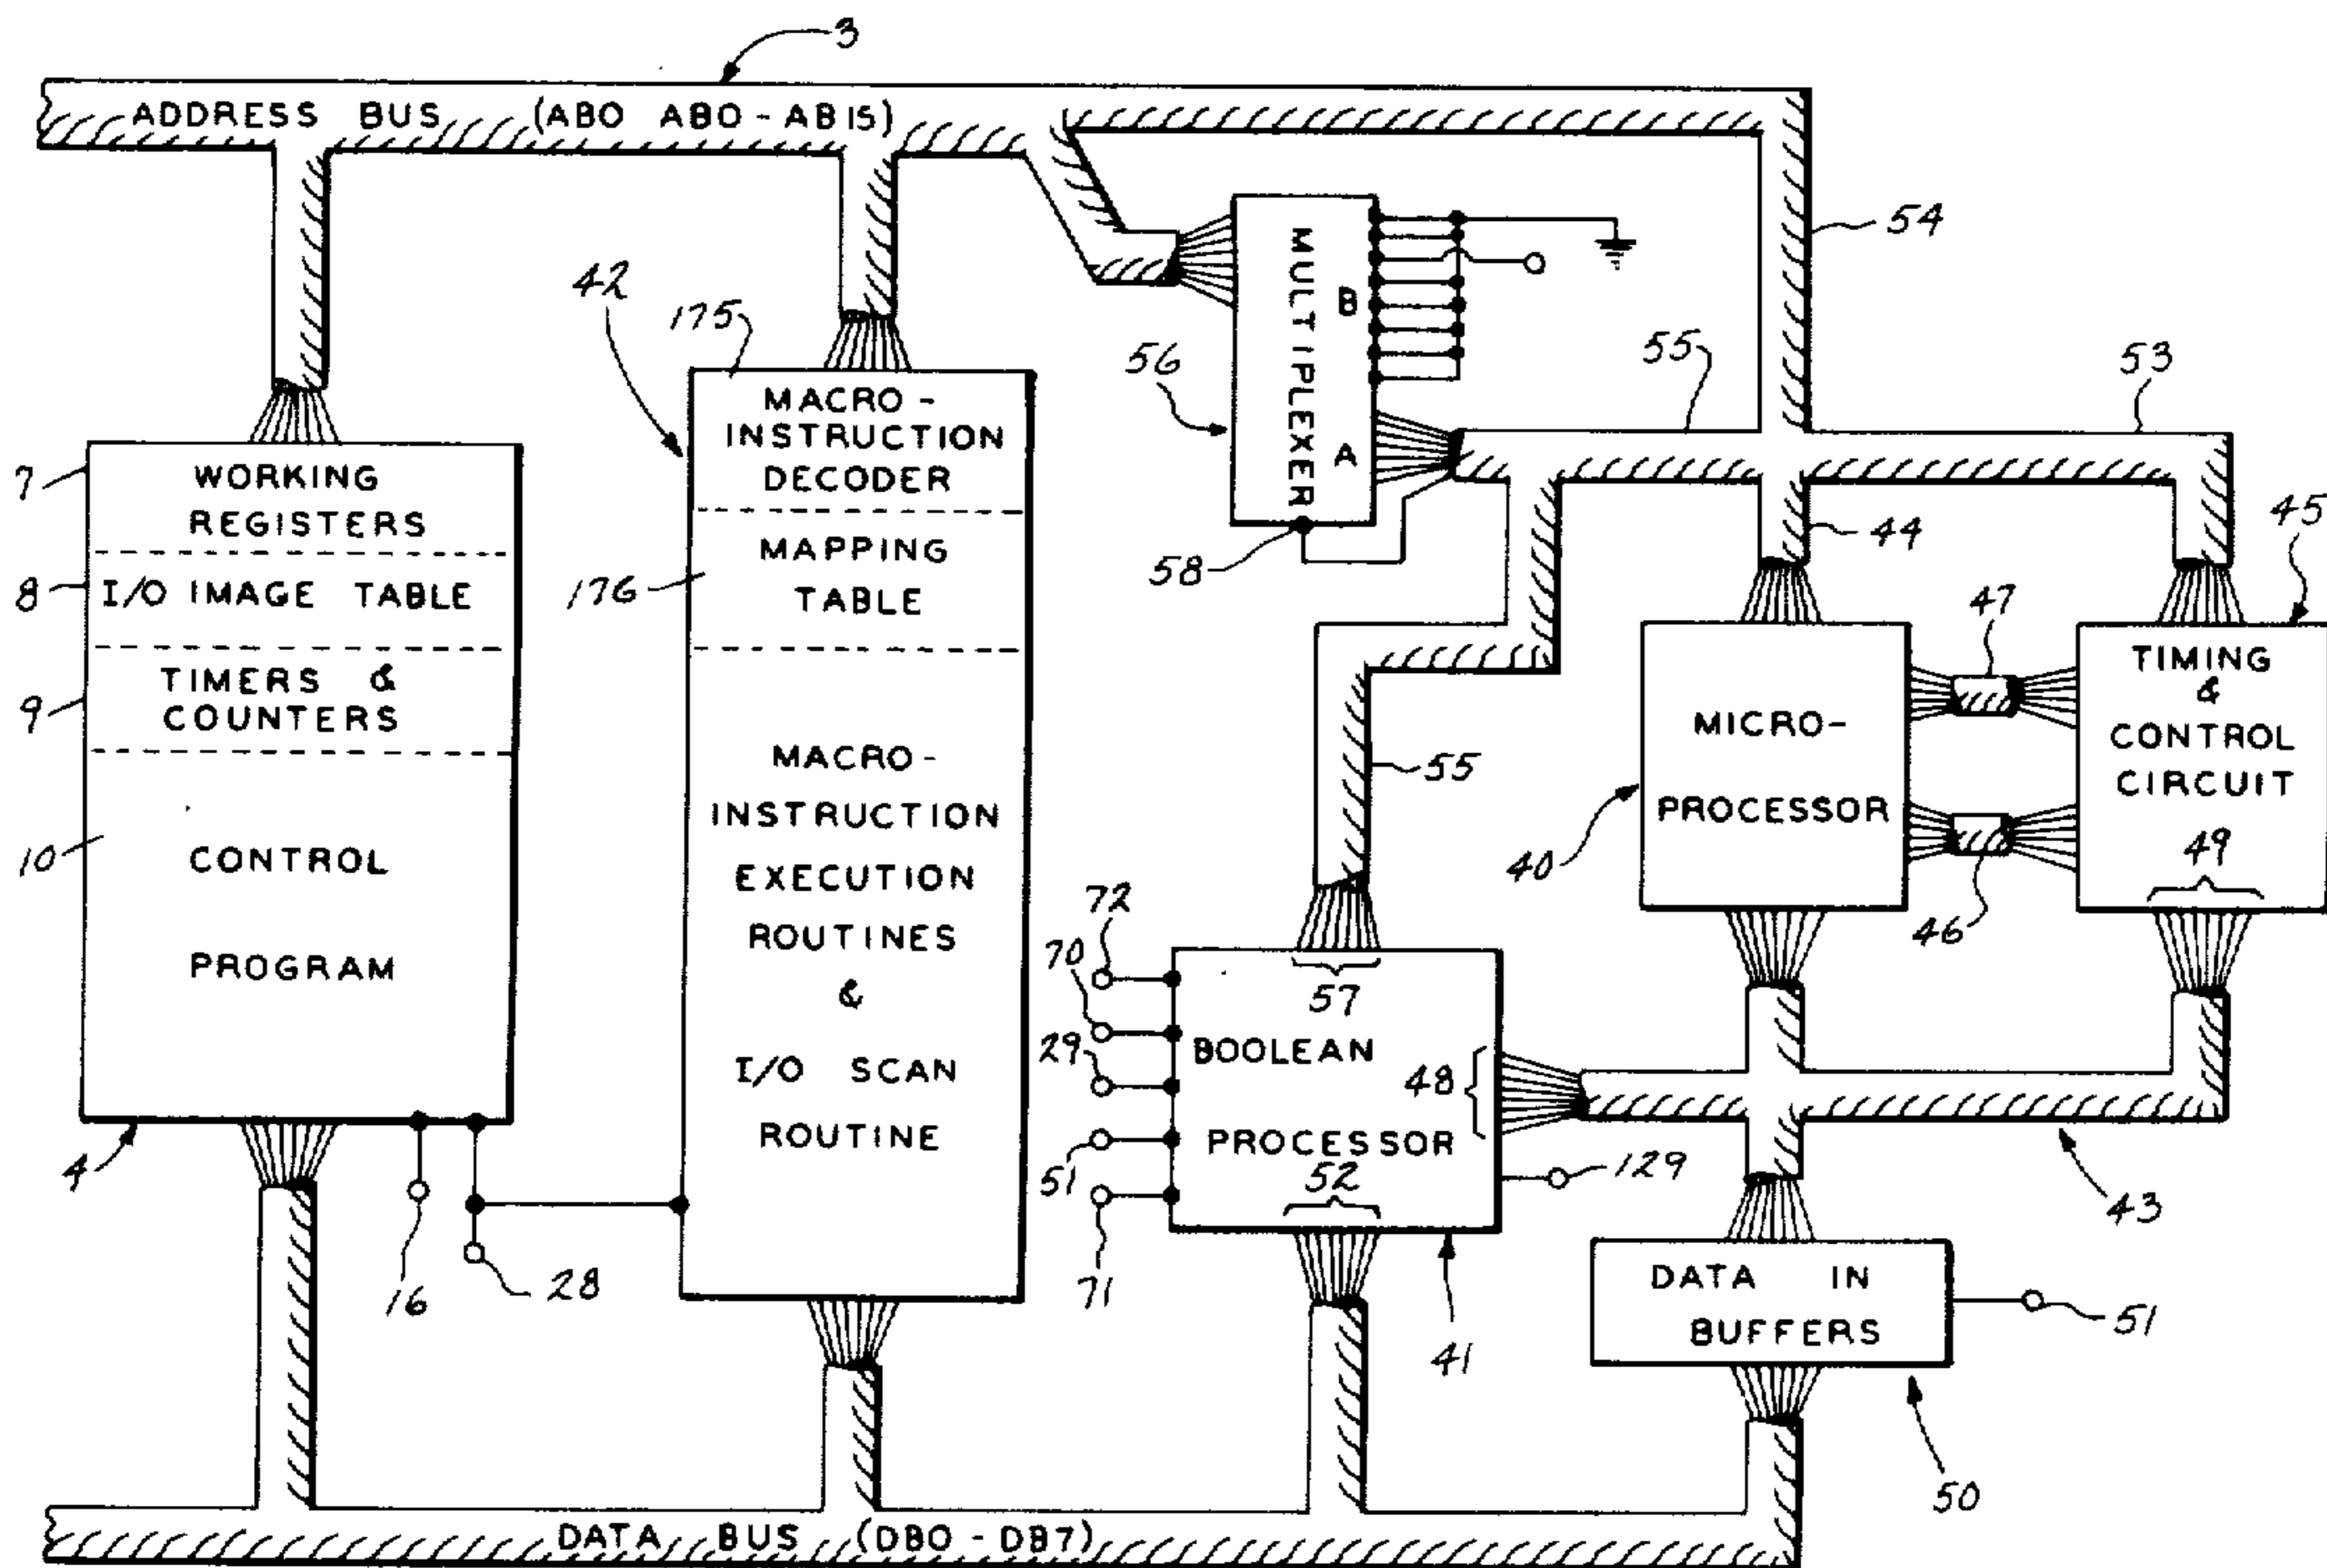 3
ADDRESS BUS (ABO ABO - AB15)
54
42
175
56
MULTIPLEXER
B
A
55
53
58
44
45
7
WORKING
REGISTERS
8
I/O IMAGE TABLE
9
TIMERS &
COUNTERS
10
CONTROL
PROGRAM
4
16
28
MACRO-
INSTRUCTION
DECODER
176
MAPPING
TABLE
MACRO-
INSTRUCTION
EXECUTION
ROUTINES
&
I/O SCAN
ROUTINE
55
47
MICRO-
PROCESSOR
40
46
TIMING
&
CONTROL
CIRCUIT
49
72
70
29
51
71
57
BOOLEAN
PROCESSOR
48
52
129
41
43
DATA IN
BUFFERS
51
50
DATA BUS (DBO - DB7)